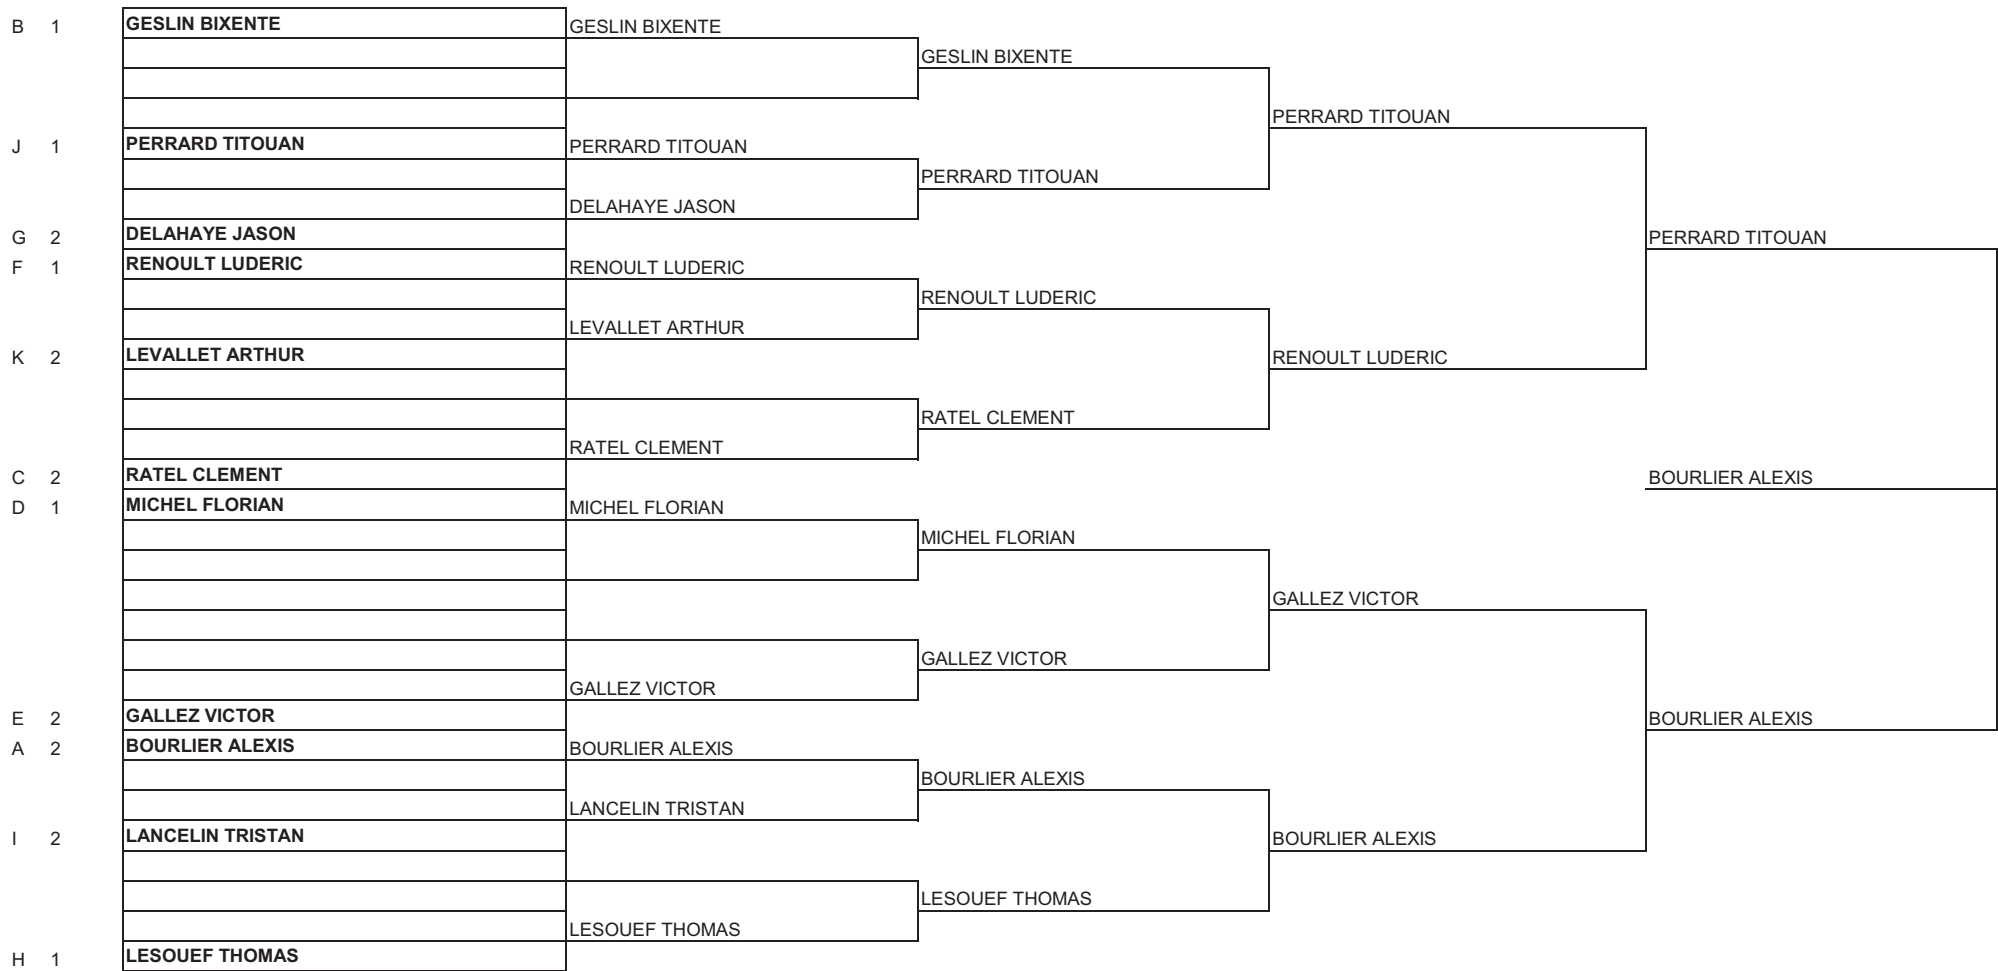 B 1 GESLIN BIXENTE GESLIN BIXENTE
GESLIN BIXENTE
PERRARD TITOUAN
J 1 PERRARD TITOUAN PERRARD TITOUAN
PERRARD TITOUAN
DELAHAYE JASON
G 2 DELAHAYE JASON PERRARD TITOUAN
F 1 RENOULT LUDERIC RENOULT LUDERIC
RENOULT LUDERIC
LEVALLET ARTHUR
K 2 LEVALLET ARTHUR RENOULT LUDERIC
RATEL CLEMENT
RATEL CLEMENT
C 2 RATEL CLEMENT BOURLIER ALEXIS
D 1 MICHEL FLORIAN MICHEL FLORIAN
MICHEL FLORIAN
GALLEZ VICTOR
GALLEZ VICTOR
GALLEZ VICTOR
E 2 GALLEZ VICTOR BOURLIER ALEXIS
A 2 BOURLIER ALEXIS BOURLIER ALEXIS
BOURLIER ALEXIS
LANCELIN TRISTAN
I 2 LANCELIN TRISTAN BOURLIER ALEXIS
LESOUEF THOMAS
LESOUEF THOMAS
H 1 LESOUEF THOMAS